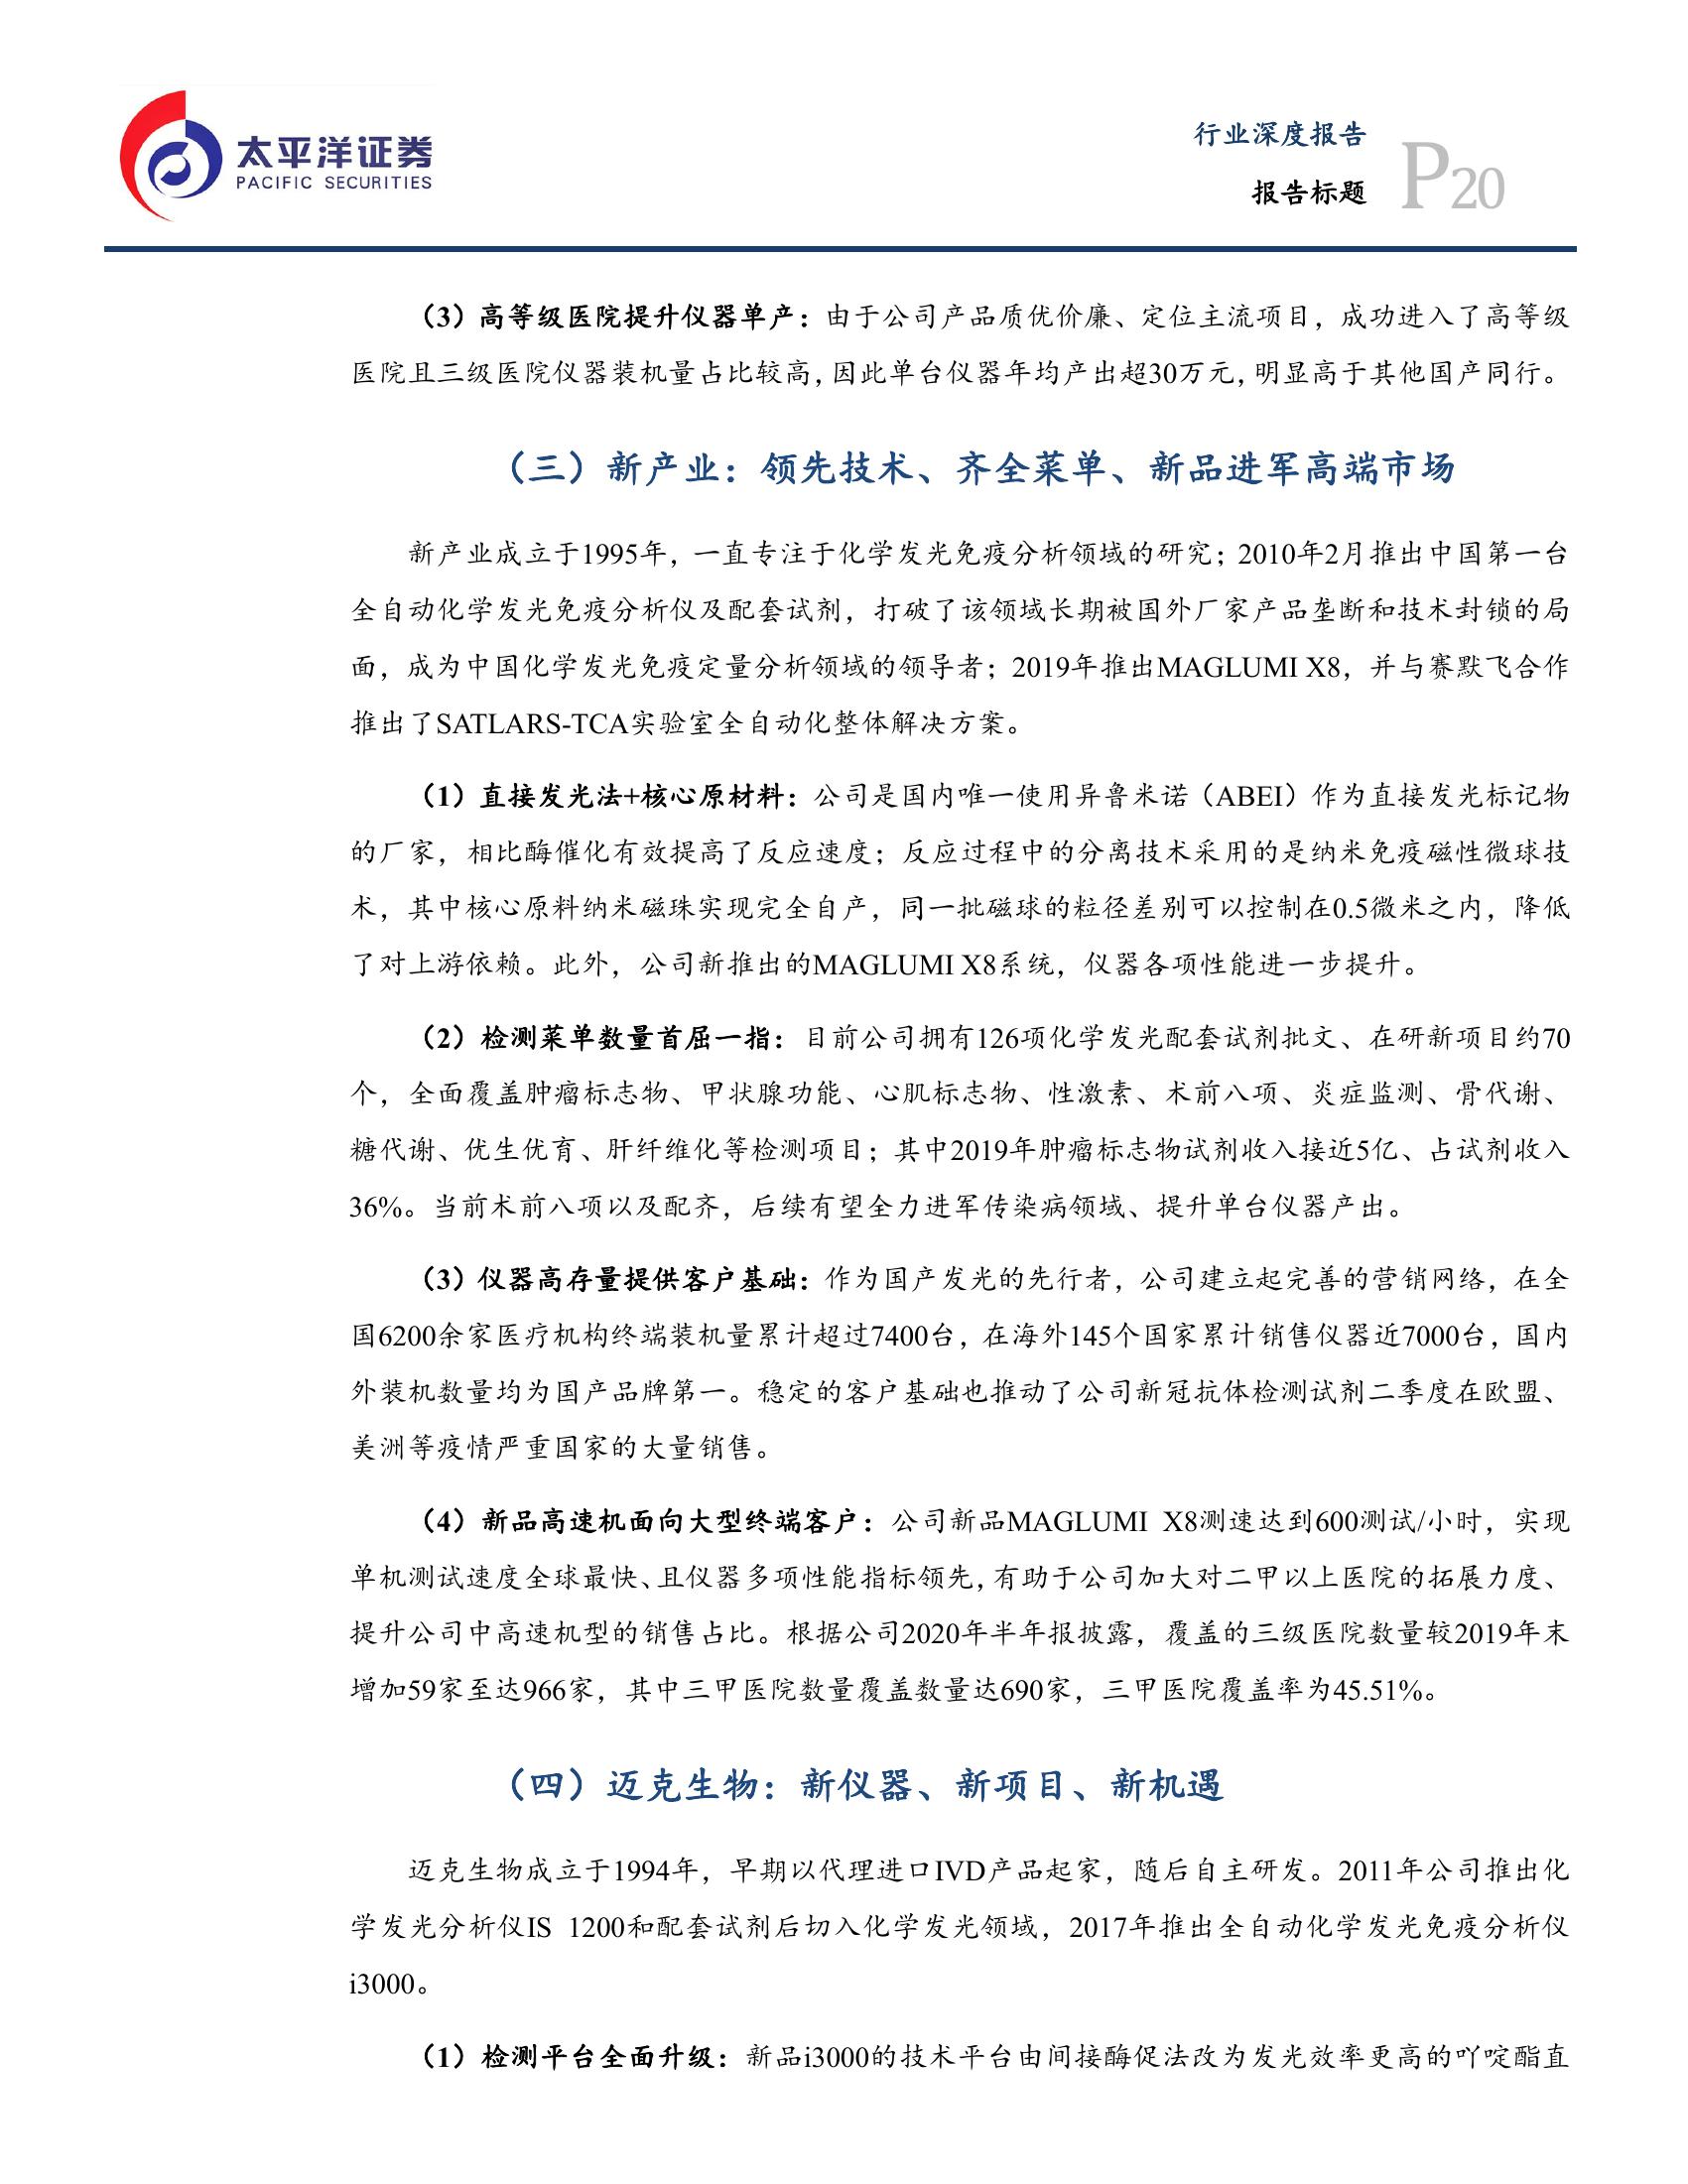 太平洋证券
PACIFIC SECURITIES
行业深度报告
报告标题
P20
（3）高等级医院提升仪器单产：由于公司产品质优价廉、定位主流项目，成功进入了高等级
医院且三级医院仪器装机量占比较高，因此单台仪器年均产出超30万元，明显高于其他国产同行。
（三）新产业：领先技术、齐全菜单、新品进军高端市场
新产业成立于1995年，一直专注于化学发光免疫分析领域的研究；2010年2月推出中国第一台
全自动化学发光免疫分析仪及配套试剂，打破了该领域长期被国外厂家产品垄断和技术封锁的局
面，成为中国化学发光免疫定量分析领域的领导者；2019年推出MAGLUMI X8，并与赛默飞合作
推出了SATLARS-TCA实验室全自动化整体解决方案。
（1）直接发光法+核心原材料：公司是国内唯一使用异鲁米诺（ABEI）作为直接发光标记物
的厂家，相比酶催化有效提高了反应速度；反应过程中的分离技术采用的是纳米免疫磁性微球技
术，其中核心原料纳米磁珠实现完全自产，同一批磁球的粒径差别可以控制在0.5微米之内，降低
了对上游依赖。此外，公司新推出的MAGLUMI X8系统，仪器各项性能进一步提升。
（2）检测菜单数量首屈一指：目前公司拥有126项化学发光配套试剂批文、在研新项目约70
个，全面覆盖肿瘤标志物、甲状腺功能、心肌标志物、性激素、术前八项、炎症监测、骨代谢、
糖代谢、优生优育、肝纤维化等检测项目；其中2019年肿瘤标志物试剂收入接近5亿、占试剂收入
36%。当前术前八项以及配齐，后续有望全力进军传染病领域、提升单台仪器产出。
（3）仪器高存量提供客户基础：作为国产发光的先行者，公司建立起完善的营销网络，在全
国6200余家医疗机构终端装机量累计超过7400台，在海外145个国家累计销售仪器近7000台，国内
外装机数量均为国产品牌第一。稳定的客户基础也推动了公司新冠抗体检测试剂二季度在欧盟、
美洲等疫情严重国家的大量销售。
（4）新品高速机面向大型终端客户：公司新品MAGLUMI X8测速达到600测试/小时，实现
单机测试速度全球最快、且仪器多项性能指标领先，有助于公司加大对二甲以上医院的拓展力度、
提升公司中高速机型的销售占比。根据公司2020年半年报披露，覆盖的三级医院数量较2019年末
增加59家至达966家，其中三甲医院数量覆盖数量达690家，三甲医院覆盖率为45.51%。
（四）迈克生物：新仪器、新项目、新机遇
迈克生物成立于1994年，早期以代理进口IVD产品起家，随后自主研发。2011年公司推出化
学发光分析仪IS 1200和配套试剂后切入化学发光领域，2017年推出全自动化学发光免疫分析仪
i3000。
（1）检测平台全面升级：新品i3000的技术平台由间接酶促法改为发光效率更高的吖啶酯直